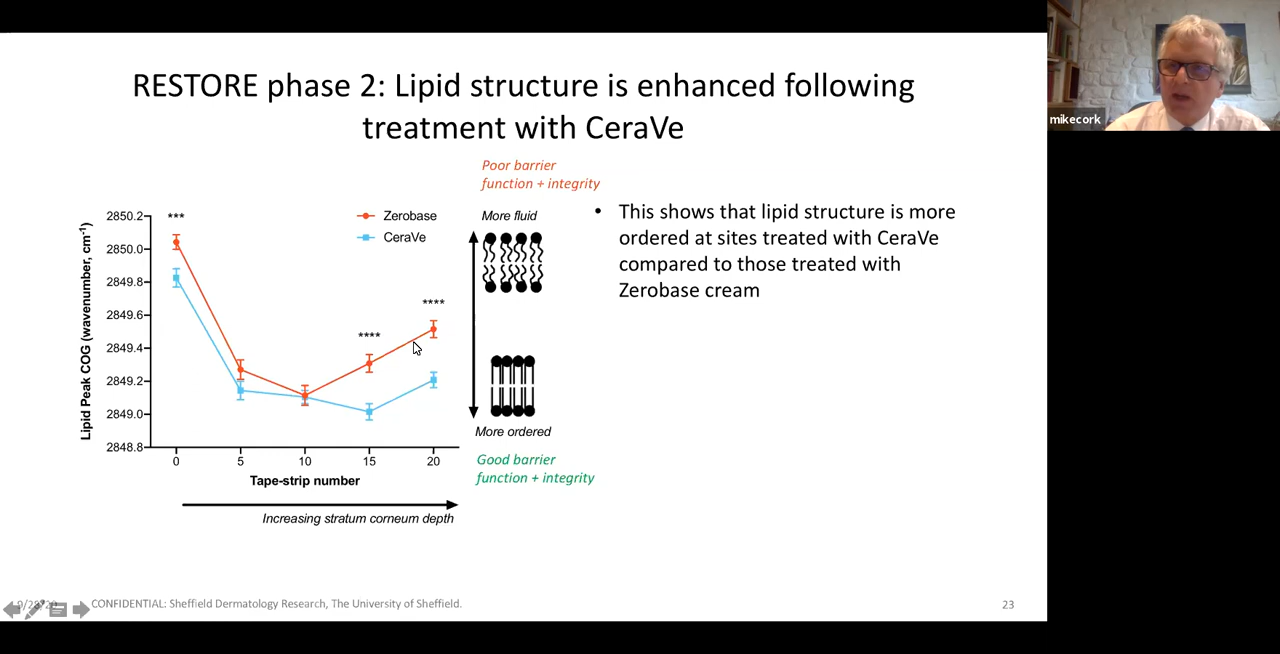 RESTORE phase 2: Lipid structure is enhanced following
treatment with CeraVe
mikecork
Poor barrier
function + integrity
More fluid
Zerobase
CeraVe
***
****
****
Lipid Peak COG (wavenumber, cm-1)
2850.2
2850.0
2849.8
2849.6
2849.4
2849.2
2849.0
2848.8
0 5 10 15 20
Tape-strip number
Increasing stratum corneum depth
More ordered
Good barrier
function + integrity
• This shows that lipid structure is more
ordered at sites treated with CeraVe
compared to those treated with
Zerobase cream
CONFIDENTIAL: Sheffield Dermatology Research, The University of Sheffield.
23